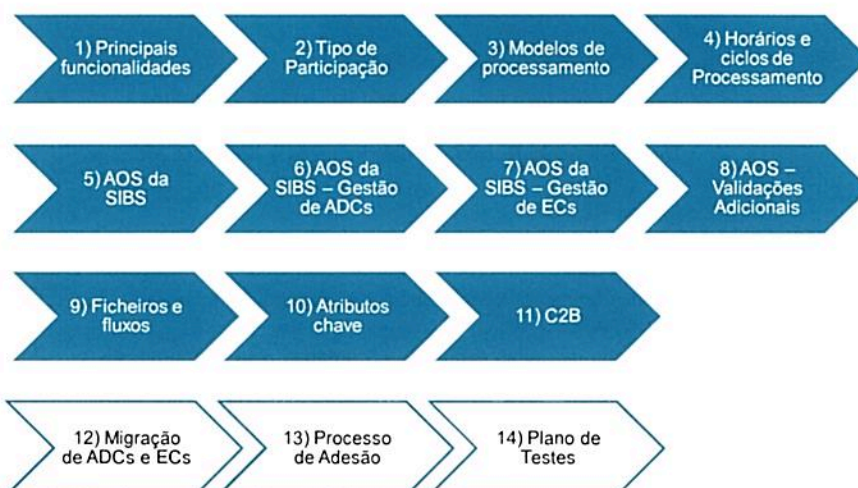 1) Principais
funcionalidades
2) Tipo de
Participação
3) Modelos de
processamento
4) Horários e
ciclos de
Processamento
5) AOS da
SIBS
6) AOS da
SIBS – Gestão
de ADCs
7) AOS da
SIBS – Gestão
de ECs
8) AOS –
Validações
Adicionais
9) Ficheiros e
fluxos
10) Atributos
chave
11) C2B
12) Migração
de ADCs e ECs
13) Processo
de Adesão
14) Plano de
Testes